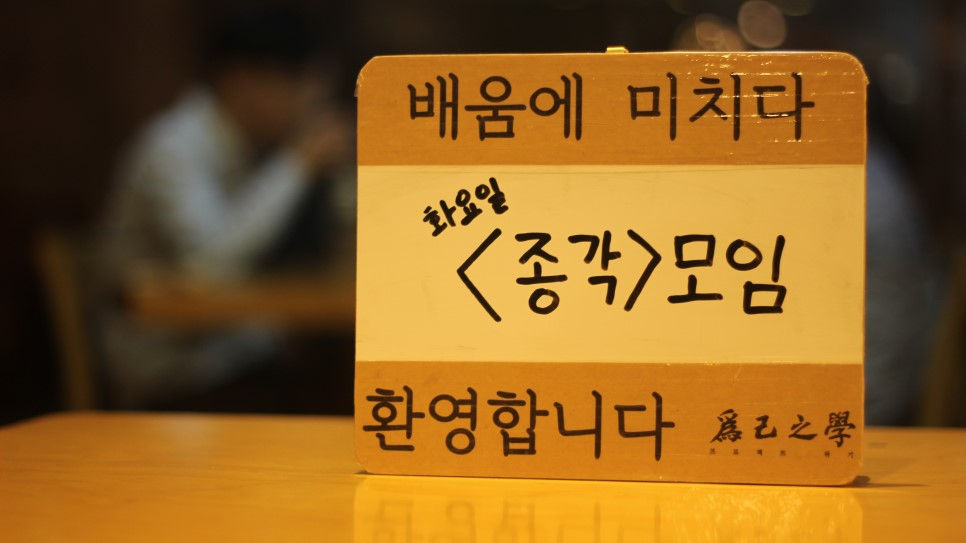 배움에 미치다
화요일
<종각>모임
환영합니다
爲己之學